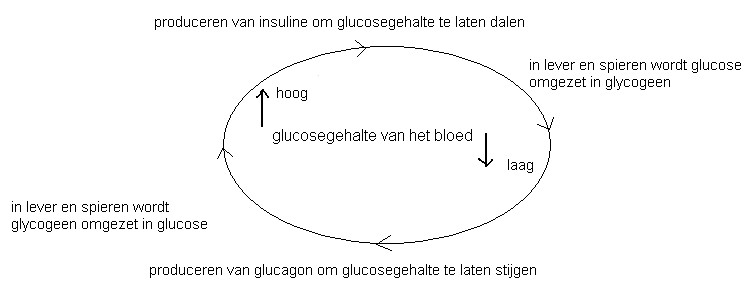 produceren van insuline om glucosegehalte te laten dalen
in lever en spieren wordt glucose
omgezet in glycogeen
hoog
glucosegehalte van het bloed
laag
in lever en spieren wordt
glycogeen omgezet in glucose
produceren van glucagon om glucosegehalte te laten stijgen